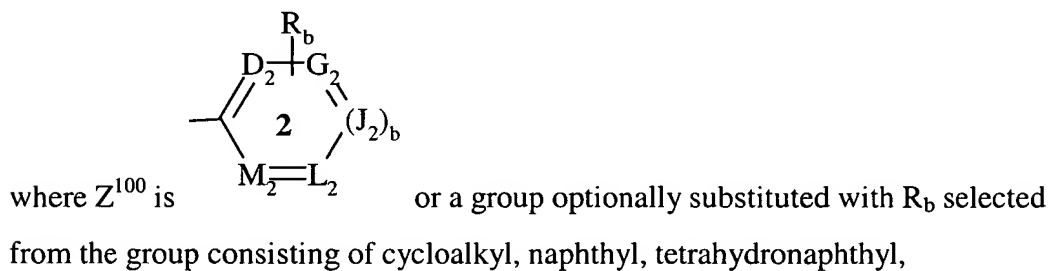 R_b
D_2 G_2
2 (J_2)_b
M_2 L_2
where Z^100 is or a group optionally substituted with R_b selected
from the group consisting of cycloalkyl, naphthyl, tetrahydronaphthyl,